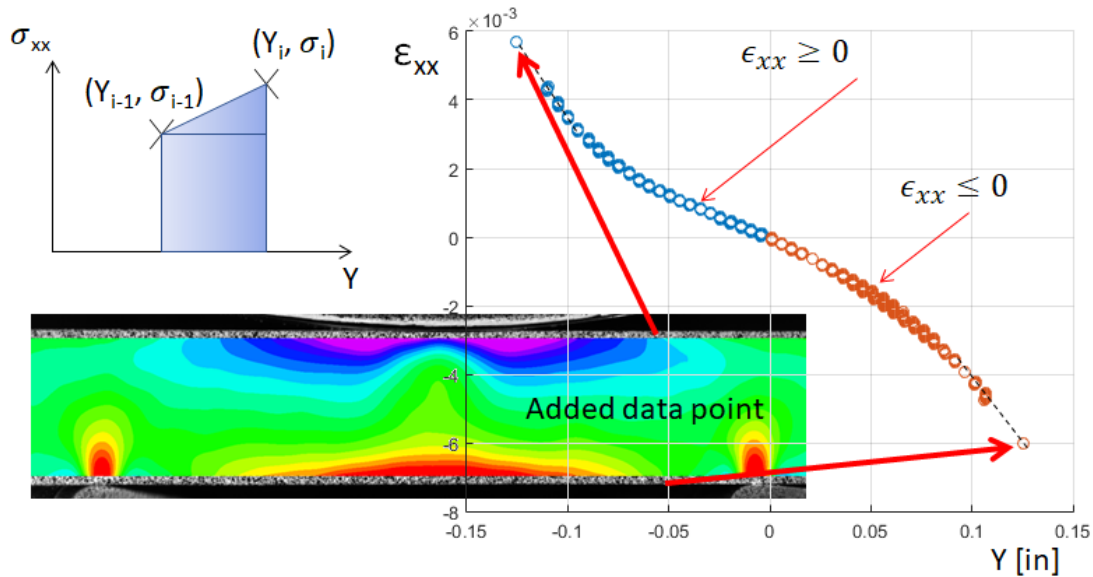 σxx
(Yi, σi)
(Yi-1, σi-1)
Y
×10⁻³
εxx
6
4
2
0
-2
-4
-6
-8
ϵxx ≥ 0
ϵxx ≤ 0
Added data point
-0.15
-0.1
-0.05
0
0.05
0.1
0.15
Y [in]